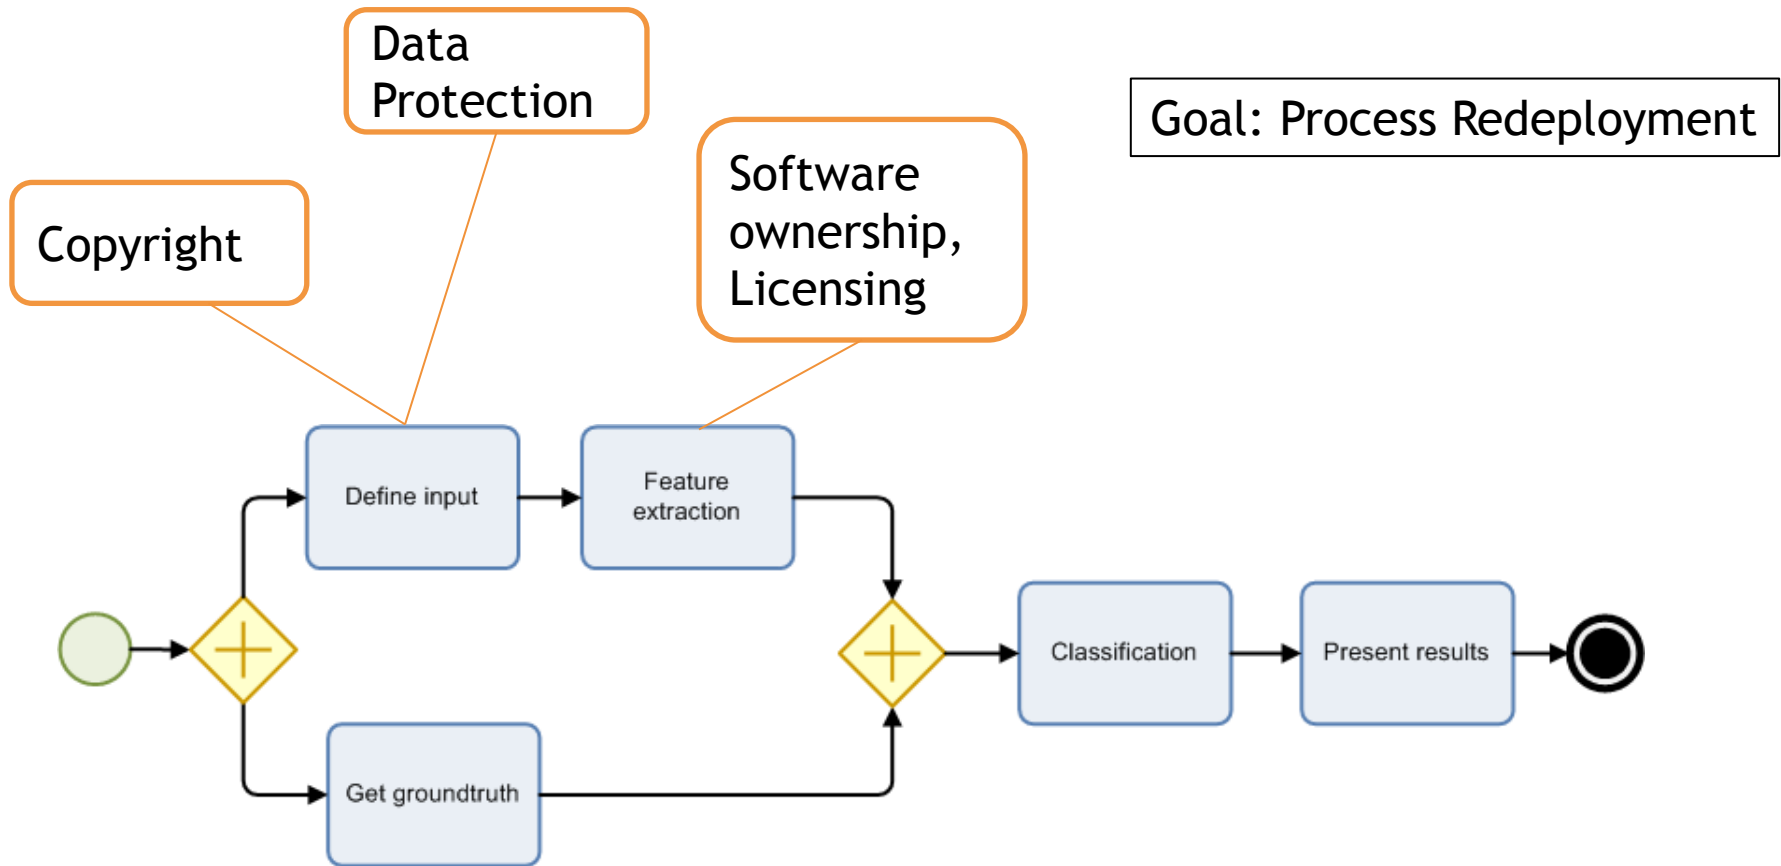 Data
Protection
Goal: Process Redeployment
Software
ownership,
Licensing
Copyright
Define input
Feature
extraction
Classification
Present results
Get groundtruth